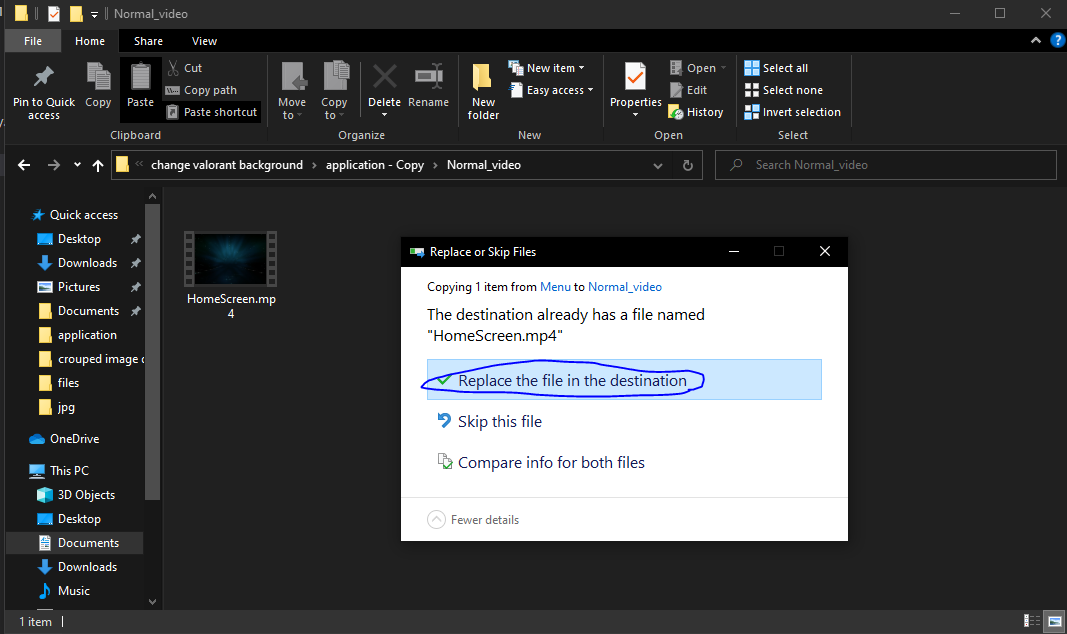 Normal_video
File Home Share View
Pin to Quick access
Copy
Paste
Cut
Copy path
Paste shortcut
Clipboard
Move to
Copy to
Delete
Rename
Organize
New folder
New item
Easy access
New
Properties
Open
Edit
History
Open
Select all
Select none
Invert selection
Select
change valorant background › application - Copy › Normal_video
Search Normal_video
Quick access
Desktop
Downloads
Pictures
Documents
application
crouped image c
files
jpg
OneDrive
This PC
3D Objects
Desktop
Documents
Downloads
Music
HomeScreen.mp
4
Replace or Skip Files
Copying 1 item from Menu to Normal_video
The destination already has a file named
"HomeScreen.mp4"
Replace the file in the destination
Skip this file
Compare info for both files
Fewer details
1 item